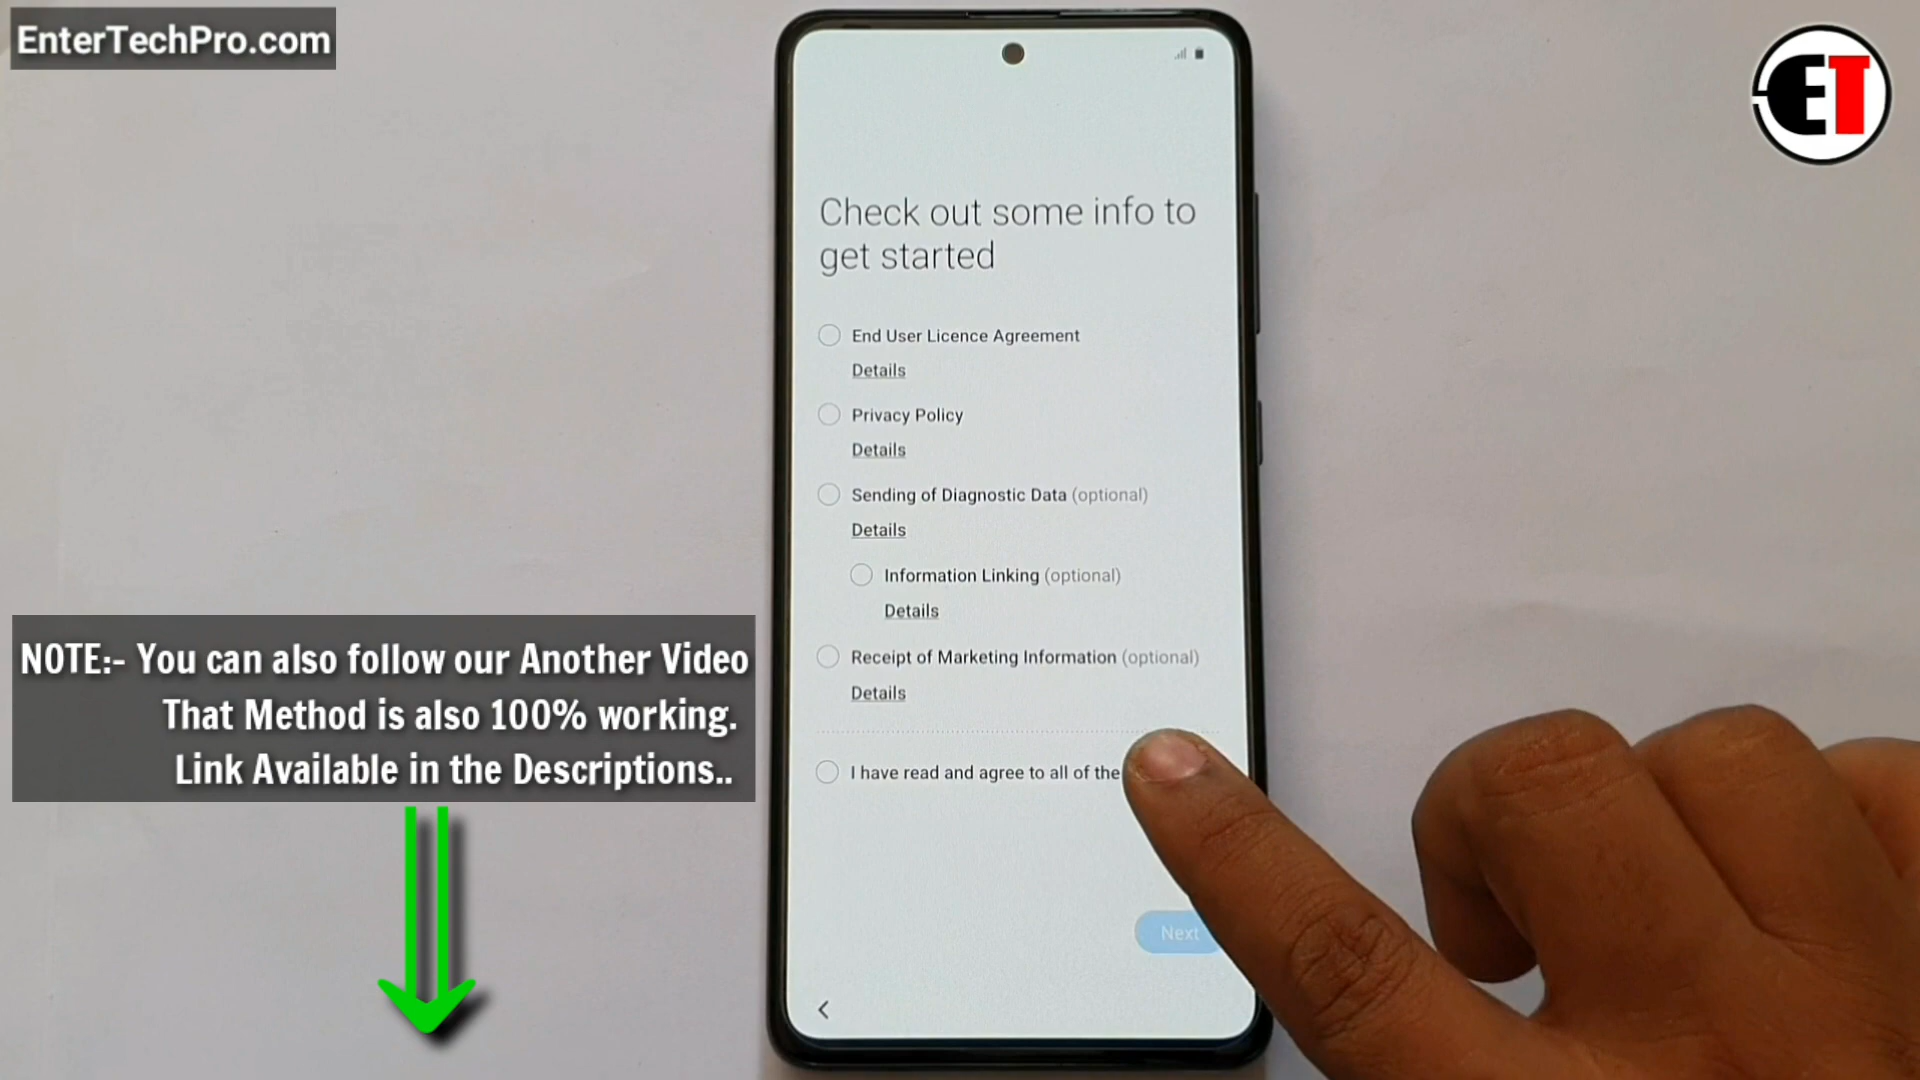 EnterTechPro.com
ET
Check out some info to
get started
End User Licence Agreement
Details
Privacy Policy
Details
Sending of Diagnostic Data (optional)
Details
Information Linking (optional)
Details
Receipt of Marketing Information (optional)
Details
I have read and agree to all of the
Next
NOTE:- You can also follow our Another Video
That Method is also 100% working.
Link Available in the Descriptions..